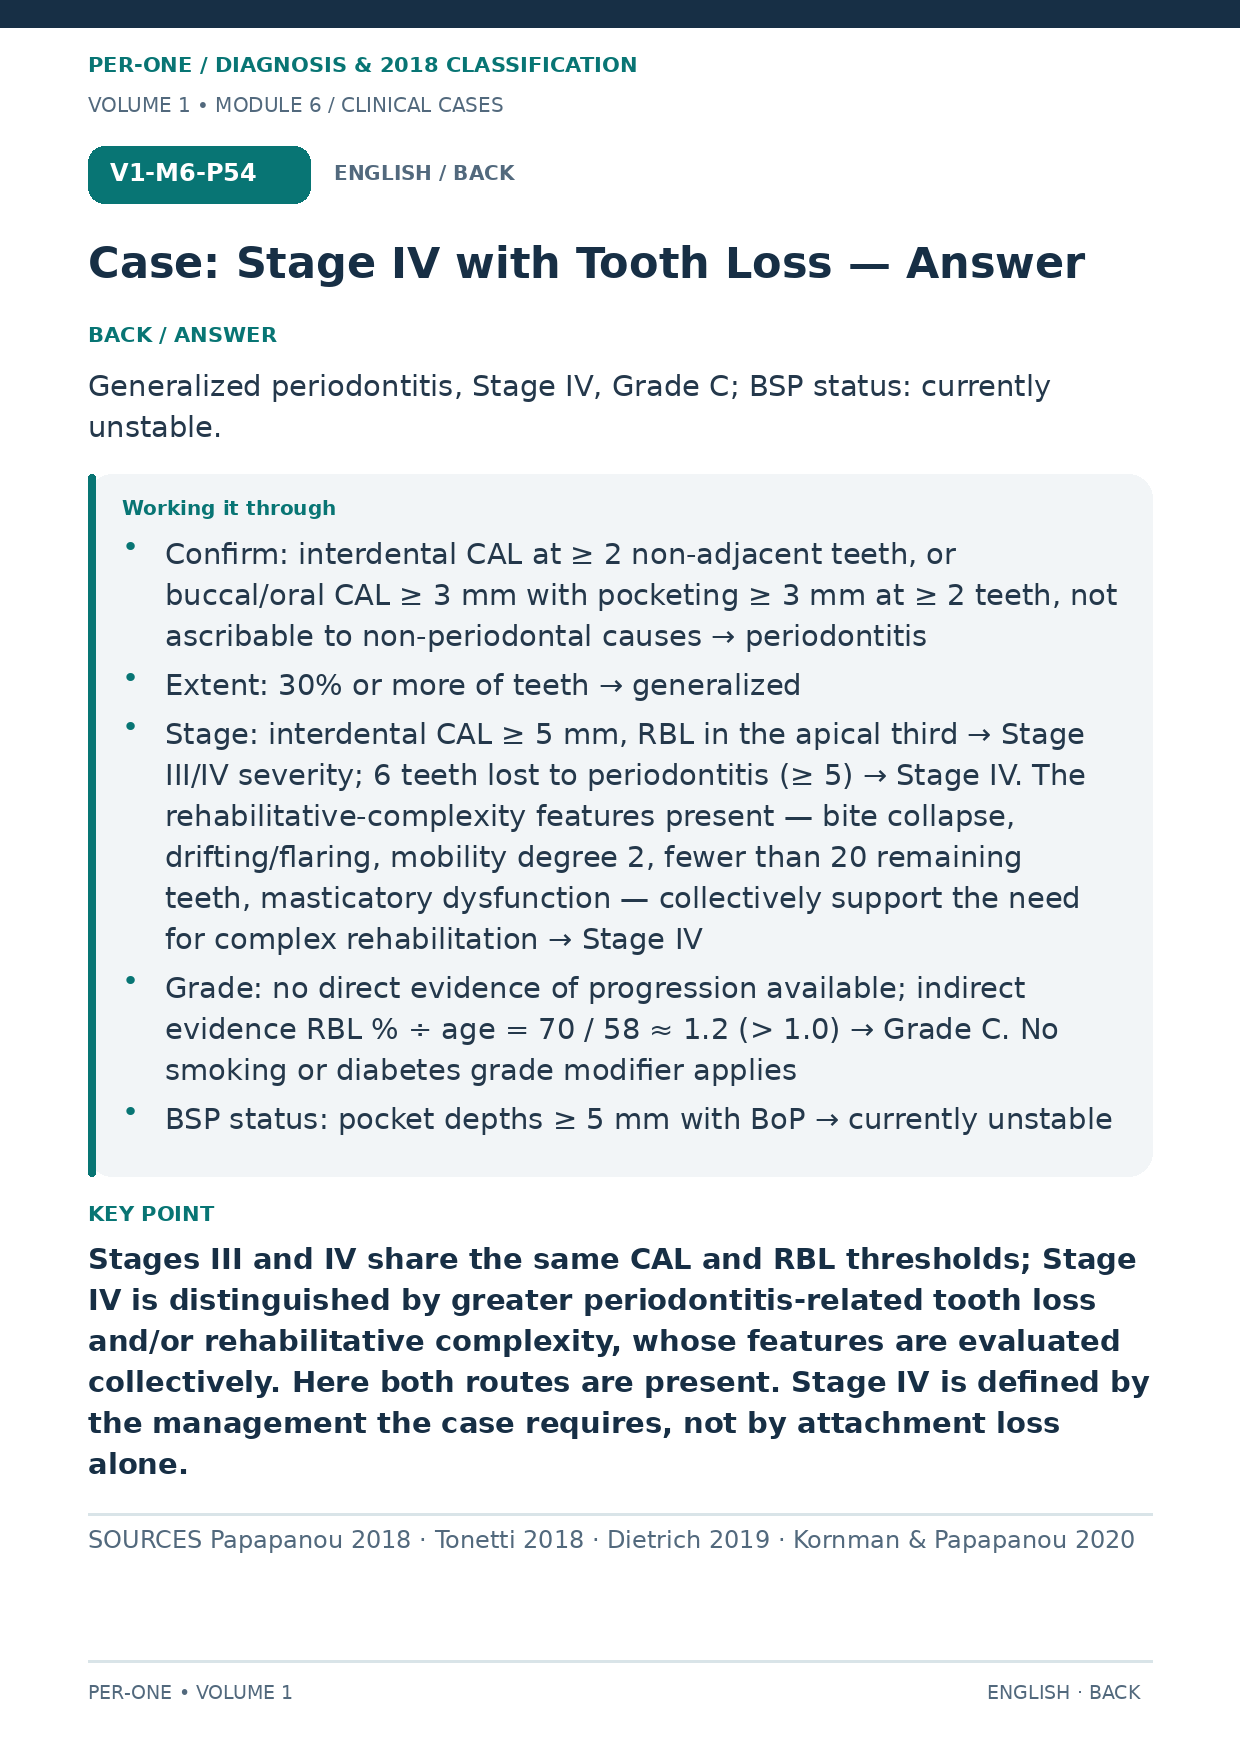 PER-ONE / DIAGNOSIS & 2018 CLASSIFICATION
VOLUME 1 • MODULE 6 / CLINICAL CASES
V1-M6-P54
ENGLISH / BACK
Case: Stage IV with Tooth Loss — Answer
BACK / ANSWER
Generalized periodontitis, Stage IV, Grade C; BSP status: currently
unstable.
Working it through
• Confirm: interdental CAL at ≥ 2 non-adjacent teeth, or
buccal/oral CAL ≥ 3 mm with pocketing ≥ 3 mm at ≥ 2 teeth, not
ascribable to non-periodontal causes → periodontitis
• Extent: 30% or more of teeth → generalized
• Stage: interdental CAL ≥ 5 mm, RBL in the apical third → Stage
III/IV severity; 6 teeth lost to periodontitis (≥ 5) → Stage IV. The
rehabilitative-complexity features present — bite collapse,
drifting/flaring, mobility degree 2, fewer than 20 remaining
teeth, masticatory dysfunction — collectively support the need
for complex rehabilitation → Stage IV
• Grade: no direct evidence of progression available; indirect
evidence RBL % ÷ age = 70 / 58 ≈ 1.2 (> 1.0) → Grade C. No
smoking or diabetes grade modifier applies
• BSP status: pocket depths ≥ 5 mm with BoP → currently unstable
KEY POINT
Stages III and IV share the same CAL and RBL thresholds; Stage
IV is distinguished by greater periodontitis-related tooth loss
and/or rehabilitative complexity, whose features are evaluated
collectively. Here both routes are present. Stage IV is defined by
the management the case requires, not by attachment loss
alone.
SOURCES Papapanou 2018 · Tonetti 2018 · Dietrich 2019 · Kornman & Papapanou 2020
PER-ONE • VOLUME 1
ENGLISH · BACK